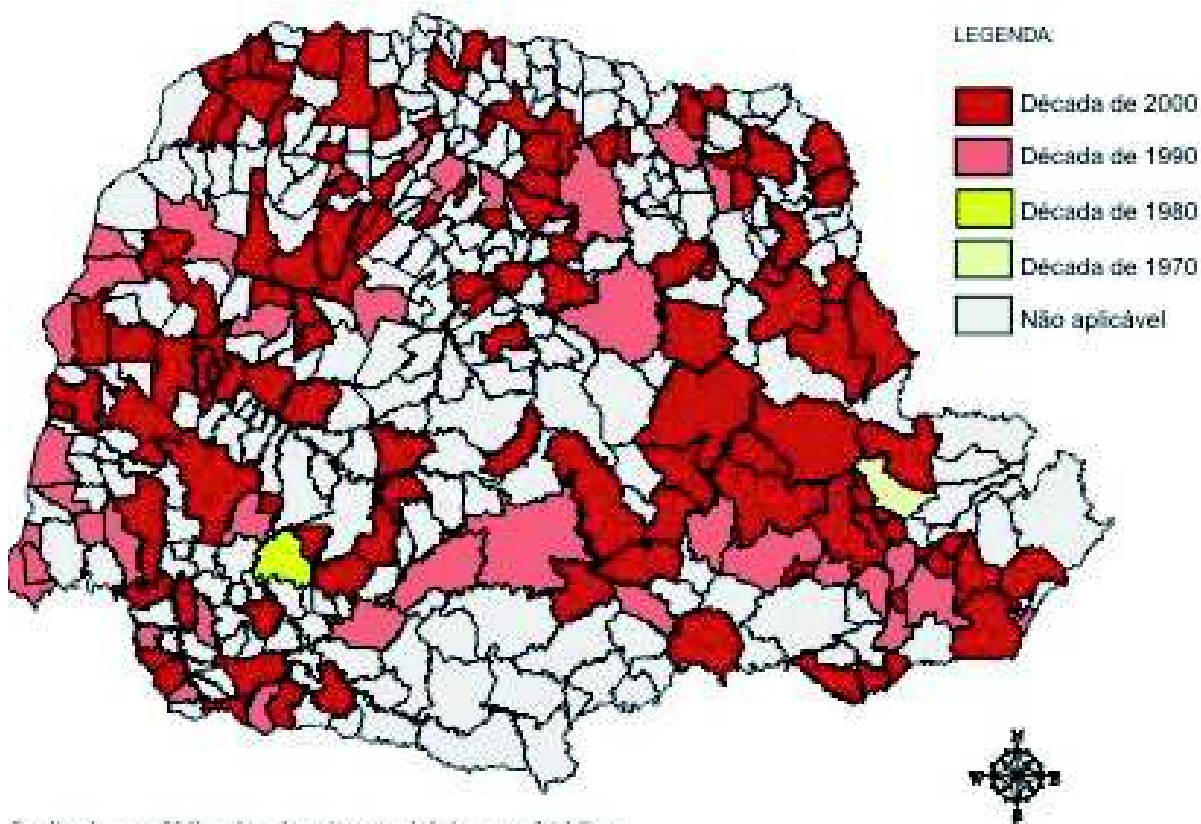 LEGENDA:
Década de 2000
Década de 1990
Década de 1980
Década de 1970
Não aplicável
N
W E
S